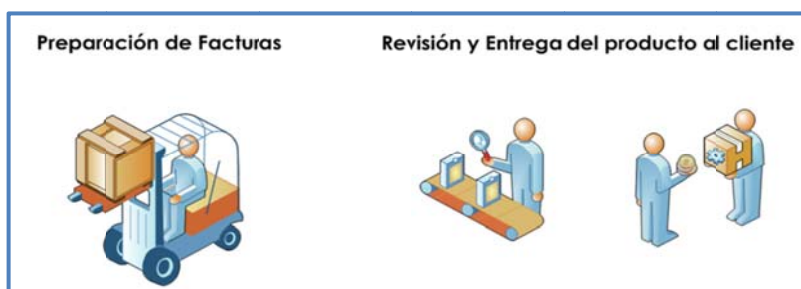 Preparación de Facturas
Revisión y Entrega del producto al cliente